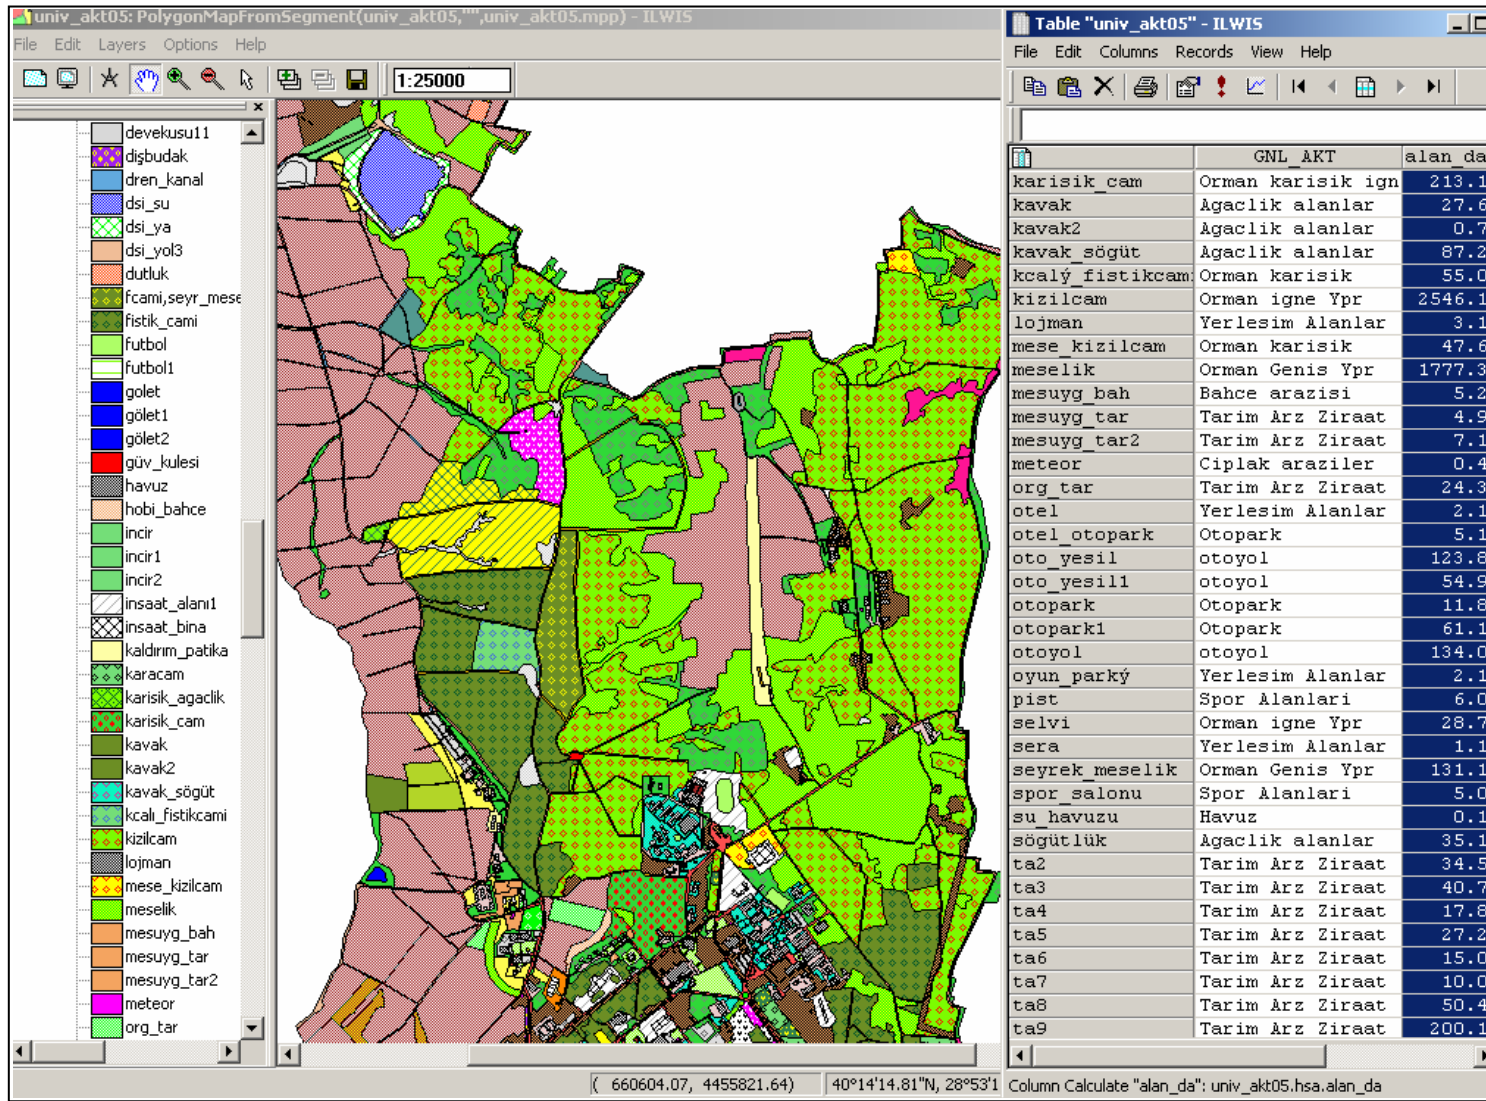 univ_akt05: PolygonMapFromSegment(univ_akt05,"",univ_akt05.mpp) - ILWIS
File Edit Layers Options Help
1:25000
devekusu11
dişbudak
dren_kanal
dsi_su
dsi_ya
dsi_yol3
dutluk
fcami,seyr_mese
fistik_cami
futbol
futbol1
golet
gölet1
gölet2
güv_kulesi
havuz
hobi_bahce
incir
incir1
incir2
insaat_alanı1
insaat_bina
kaldırım_patika
karacam
karisik_agaclik
karisik_cam
kavak
kavak2
kavak_sögüt
kcalı_fistikcami
kizilcam
lojman
mese_kizilcam
meselik
mesuyg_bah
mesuyg_tar
mesuyg_tar2
meteor
org_tar
( 660604.07, 4455821.64) 40°14'14.81"N, 28°53'1
Table "univ_akt05" - ILWIS
File Edit Columns Records View Help
GNL_AKT alan_da
karisik_cam Orman karisik ign 213.1
kavak Agaclik alanlar 27.6
kavak2 Agaclik alanlar 0.7
kavak_sögüt Agaclik alanlar 87.2
kcalý_fistikcam Orman karisik 55.0
kizilcam Orman igne Ypr 2546.1
lojman Yerlesim Alanlar 3.1
mese_kizilcam Orman karisik 47.6
meselik Orman Genis Ypr 1777.3
mesuyg_bah Bahce arazisi 5.2
mesuyg_tar Tarim Arz Ziraat 4.9
mesuyg_tar2 Tarim Arz Ziraat 7.1
meteor Ciplak araziler 0.4
org_tar Tarim Arz Ziraat 24.3
otel Yerlesim Alanlar 2.1
otel_otopark Otopark 5.1
oto_yesil otoyol 123.8
oto_yesil1 otoyol 54.9
otopark Otopark 11.8
otopark1 Otopark 61.1
otoyol otoyol 134.0
oyun_parký Yerlesim Alanlar 2.1
pist Spor Alanlari 6.0
selvi Orman igne Ypr 28.7
sera Yerlesim Alanlar 1.1
seyrek_meselik Orman Genis Ypr 131.1
spor_salonu Spor Alanlari 5.0
su_havuzu Havuz 0.1
sögütlük Agaclik alanlar 35.1
ta2 Tarim Arz Ziraat 34.5
ta3 Tarim Arz Ziraat 40.7
ta4 Tarim Arz Ziraat 17.8
ta5 Tarim Arz Ziraat 27.2
ta6 Tarim Arz Ziraat 15.0
ta7 Tarim Arz Ziraat 10.0
ta8 Tarim Arz Ziraat 50.4
ta9 Tarim Arz Ziraat 200.1
Column Calculate "alan_da": univ_akt05.hsa.alan_da